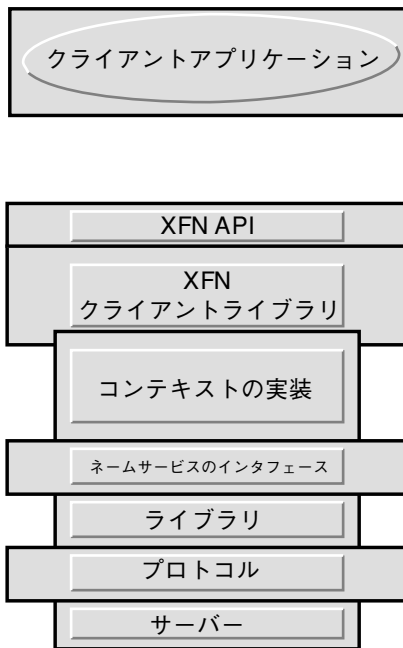 クライアントアプリケーション
XFN API
XFN
クライアントライブラリ
コンテキストの実装
ネームサービスのインタフェース
ライブラリ
プロトコル
サーバー